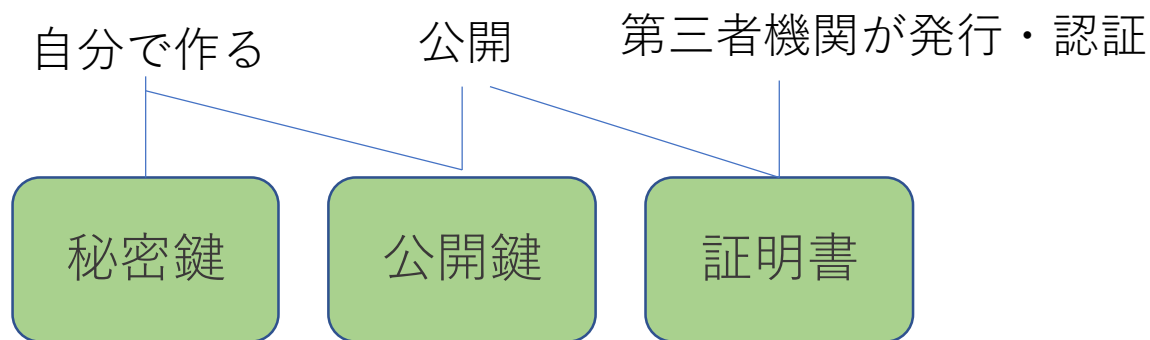 自分で作る
公開
第三者機関が発行・認証
秘密鍵
公開鍵
証明書